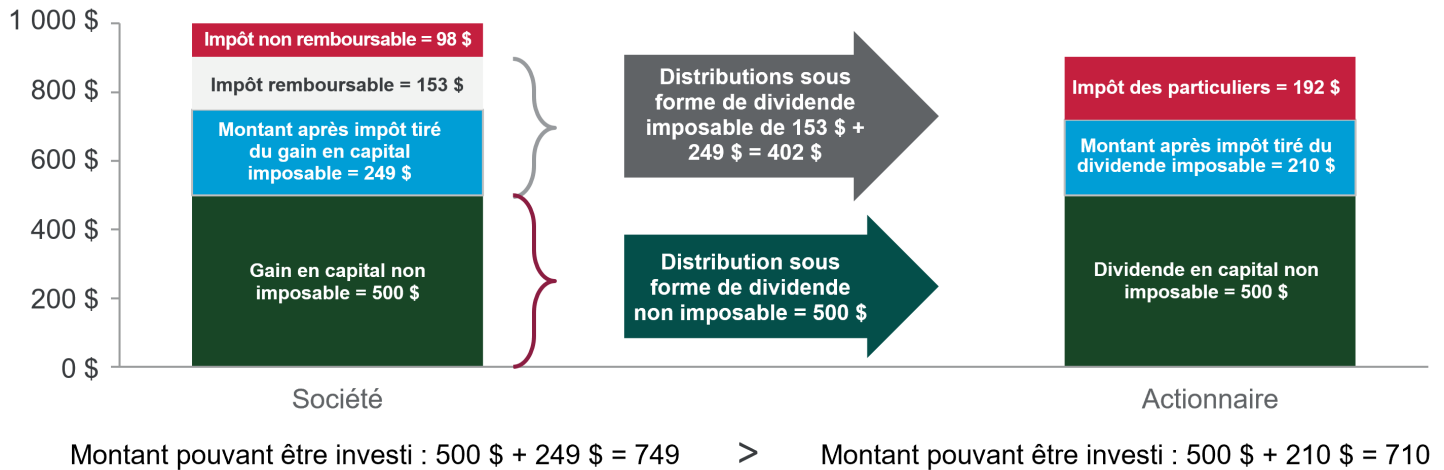 1 000 $
800 $
600 $
400 $
200 $
0 $
Impôt non remboursable = 98 $
Impôt remboursable = 153 $
Montant après impôt tiré
du gain en capital
imposable = 249 $
Gain en capital non
imposable = 500 $
Distributions sous
forme de dividende
imposable de 153 $ +
249 $ = 402 $
Distribution sous
forme de dividende
non imposable = 500 $
Impôt des particuliers = 192 $
Montant après impôt tiré du
dividende imposable = 210 $
Dividende en capital non
imposable = 500 $
Société
Actionnaire
Montant pouvant être investi : 500 $ + 249 $ = 749 > Montant pouvant être investi : 500 $ + 210 $ = 710